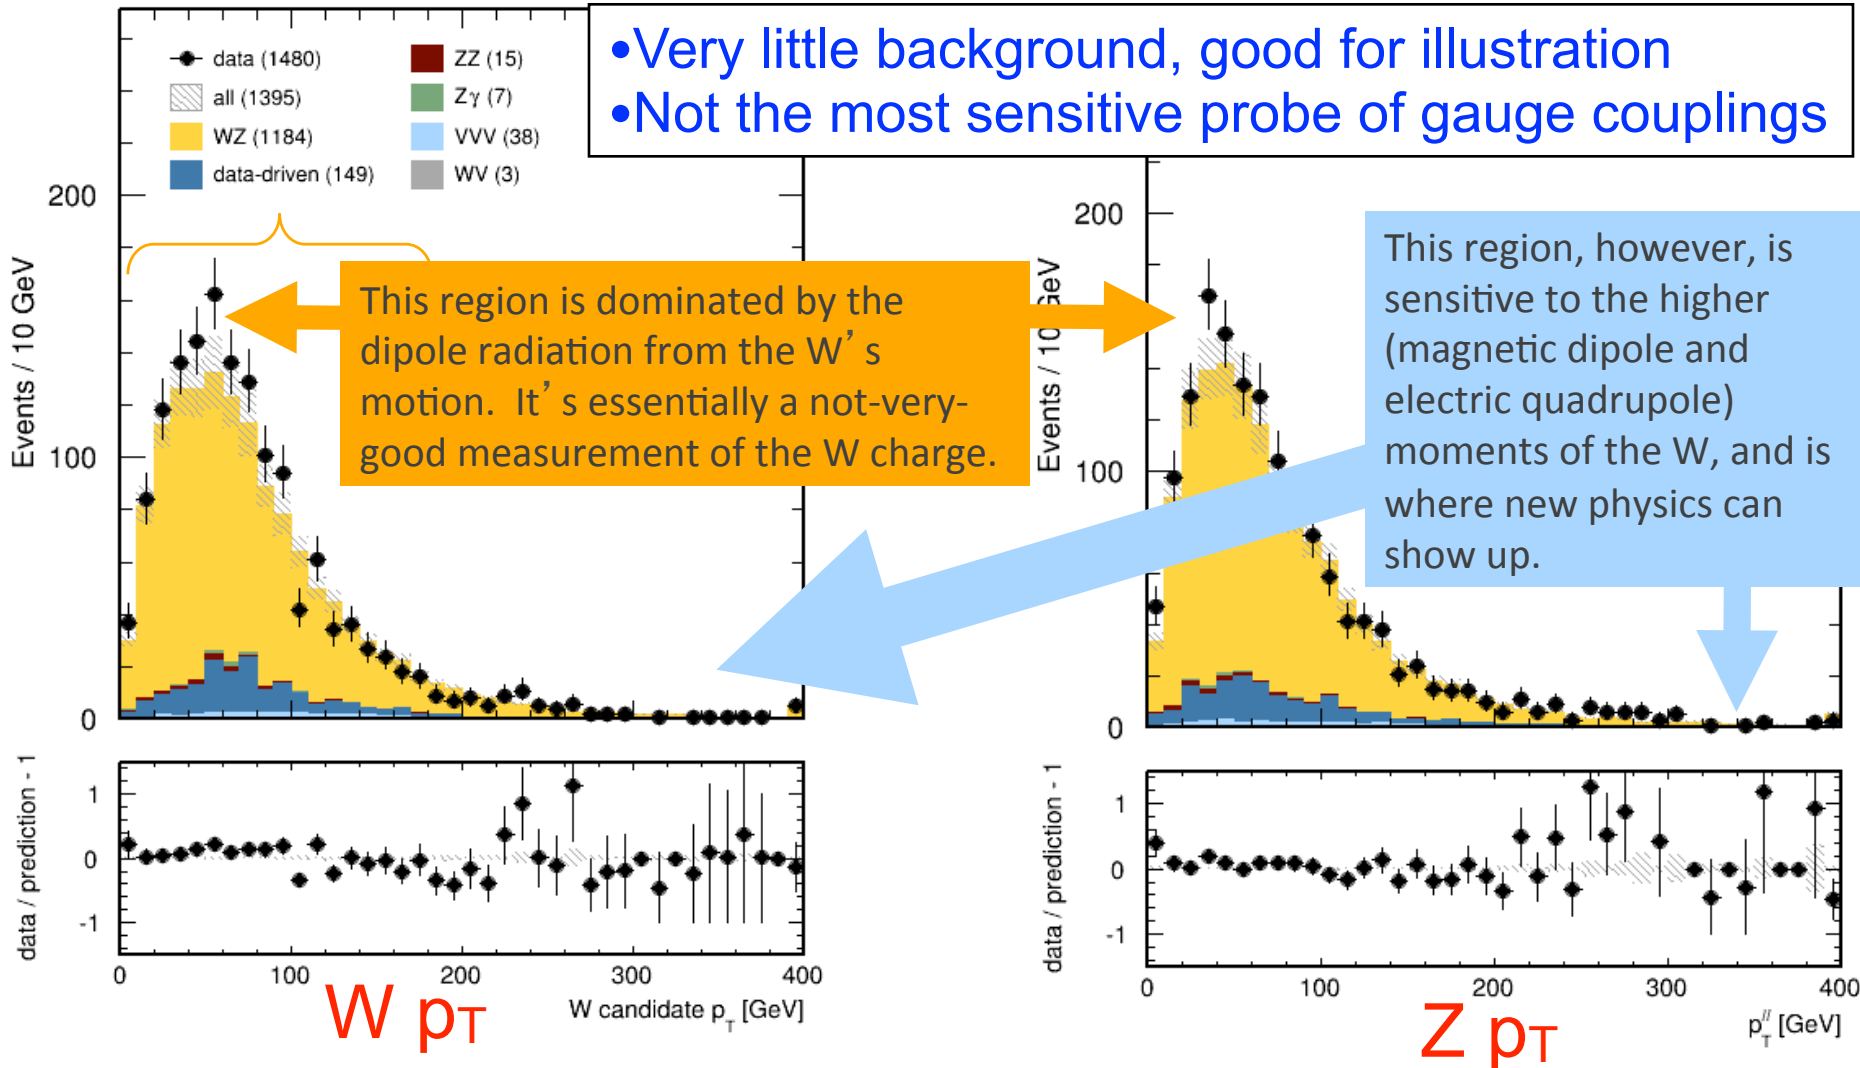 •Very little background, good for illustration
•Not the most sensitive probe of gauge couplings
data (1480)
all (1395)
WZ (1184)
data-driven (149)
ZZ (15)
Zγ (7)
VVV (38)
WV (3)
Events / 10 GeV
200
100
0
This region is dominated by the
dipole radiation from the W's
motion. It's essentially a not-very-
good measurement of the W charge.
data / prediction - 1
1
0
-1
0 100 200 300 400
W candidate p_T [GeV]
W pT
Events / 10 GeV
200
100
0
This region, however, is
sensitive to the higher
(magnetic dipole and
electric quadrupole)
moments of the W, and is
where new physics can
show up.
data / prediction - 1
1
0
-1
0 100 200 300 400
p_T^ll [GeV]
Z pT